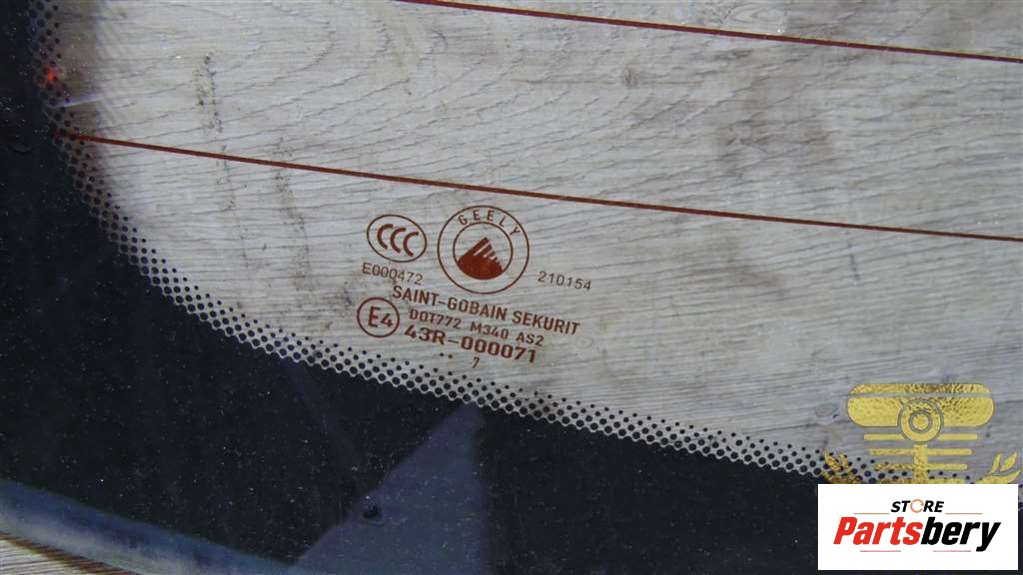 GEELY
CCC
E000472
210154
SAINT-GOBAIN SEKURIT
E4
DOT772 M340 AS2
43R-000071
.. 7
STORE
Partsbery